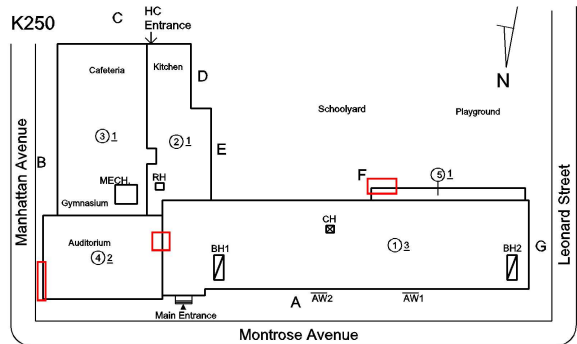 K250
C
HC
Entrance
Cafeteria
Kitchen
D
N
Schoolyard
Playground
Manhattan Avenue
B
3 1
2 1
E
Leonard Street
MECH.
RH
F
5 1
Gymnasium
CH
Auditorium
4 2
BH1
1 3
BH2
G
A
AW2
AW1
Main Entrance
Montrose Avenue